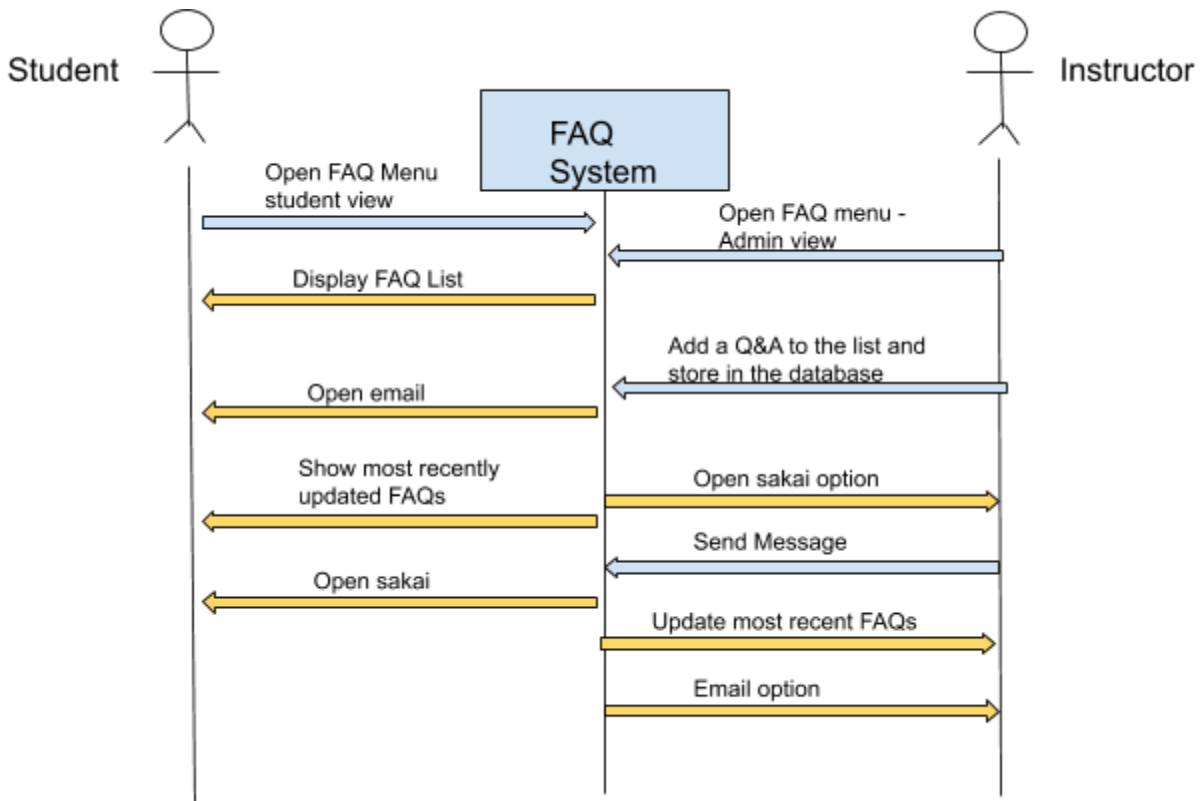 Student
Instructor
FAQ
System
Open FAQ Menu
student view
Open FAQ menu -
Admin view
Display FAQ List
Add a Q&A to the list and
store in the database
Open email
Show most recently
updated FAQs
Open sakai option
Send Message
Open sakai
Update most recent FAQs
Email option